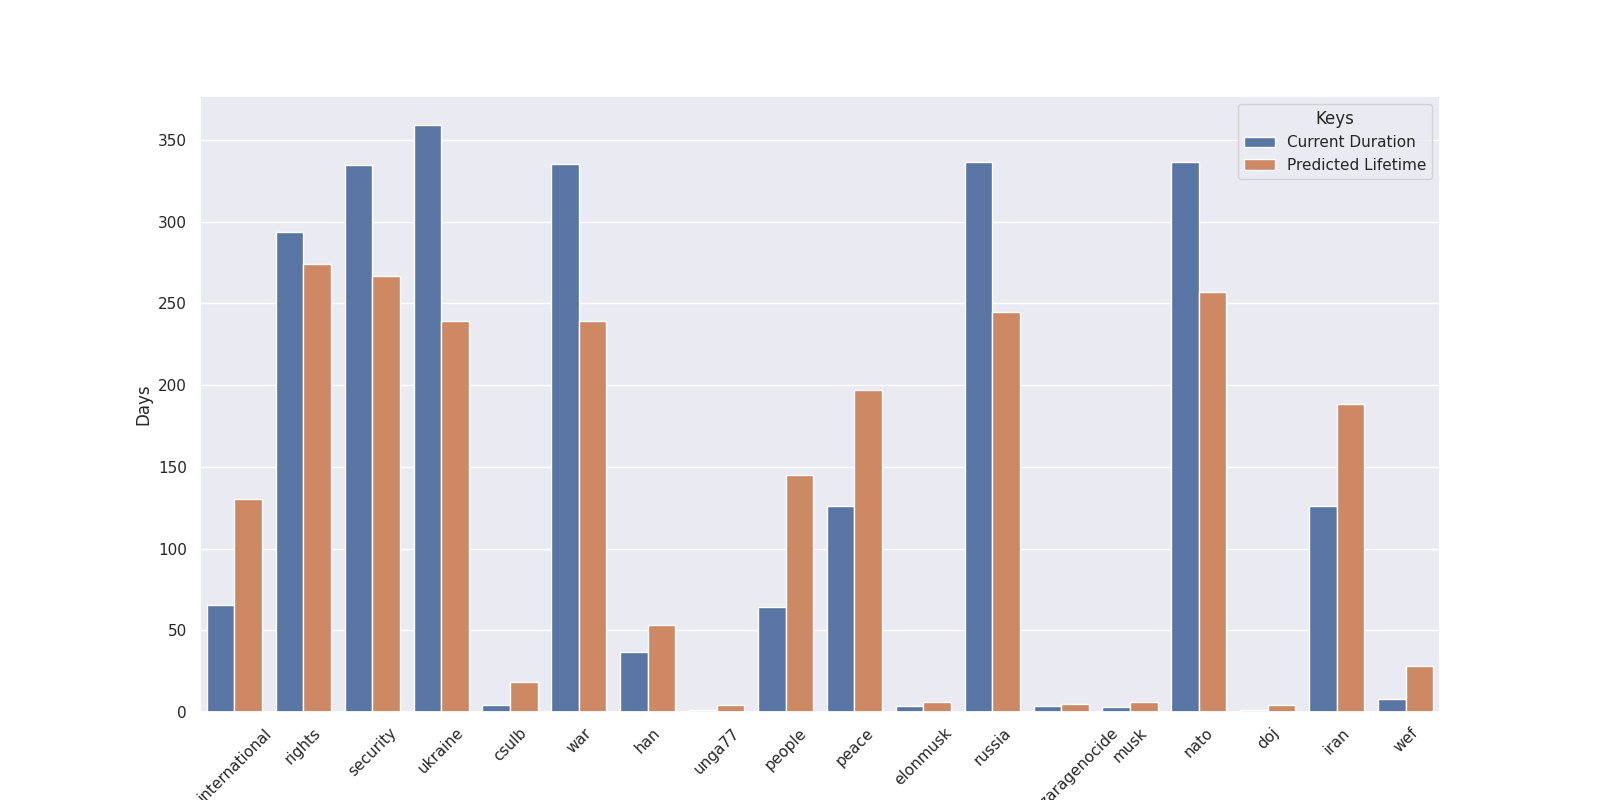 Keys
Current Duration
Predicted Lifetime
Days
350
300
250
200
150
100
50
0
international
rights
security
ukraine
csulb
war
han
unga77
people
peace
elonmusk
russia
musk
nato
doj
iran
wef